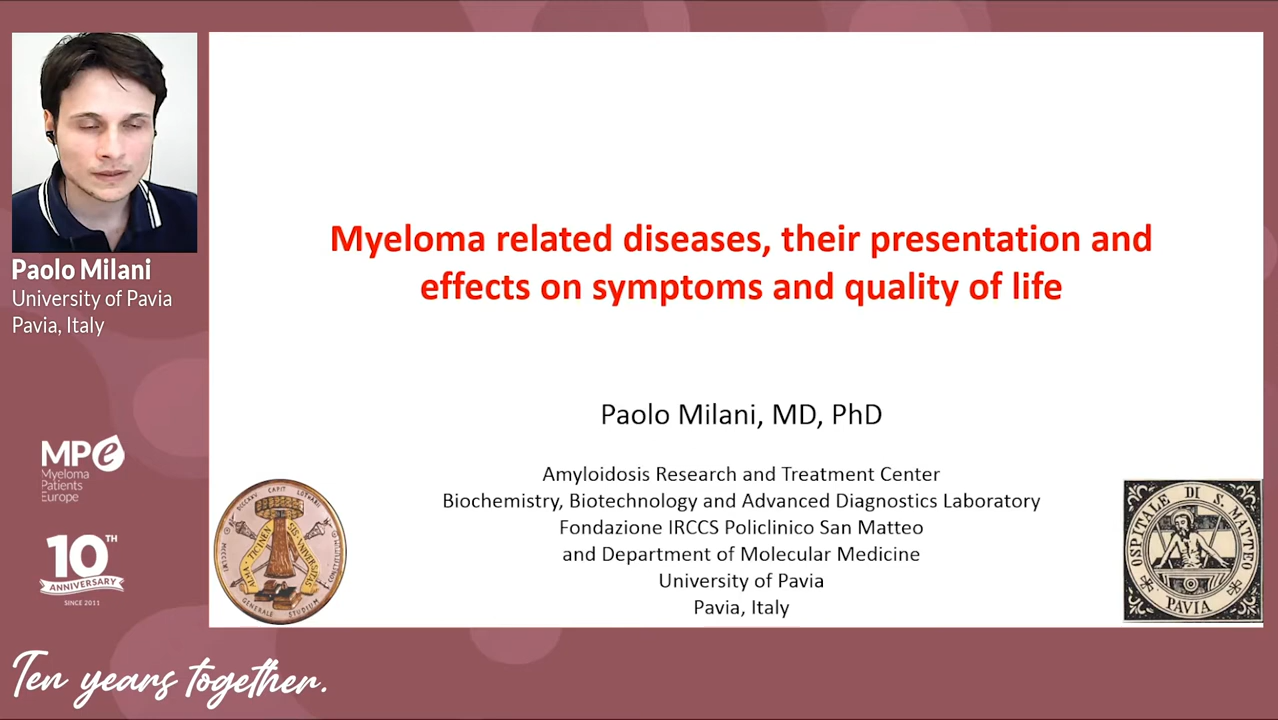 Paolo Milani
University of Pavia
Pavia, Italy
MPe
Myeloma
Patients
Europe
10TH
ANNIVERSARY
SINCE 2011
Ten years together.
Myeloma related diseases, their presentation and
effects on symptoms and quality of life
Paolo Milani, MD, PhD
Amyloidosis Research and Treatment Center
Biochemistry, Biotechnology and Advanced Diagnostics Laboratory
Fondazione IRCCS Policlinico San Matteo
and Department of Molecular Medicine
University of Pavia
Pavia, Italy
GENERALE STUDIUM
OSPITALE DI S. MATTEO
PAVIA